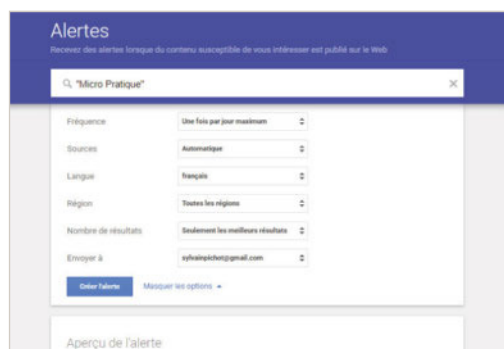 Alertes
Recevez des alertes lorsque du contenu susceptible de vous intéresser est publié sur le Web
"Micro Pratique"
Fréquence Une fois par jour maximum
Sources Automatique
Langue français
Région Toutes les régions
Nombre de résultats Seulement les meilleurs résultats
Envoyer à sylvainpichot@gmail.com
Créer l'alerte Masquer les options
Aperçu de l'alerte